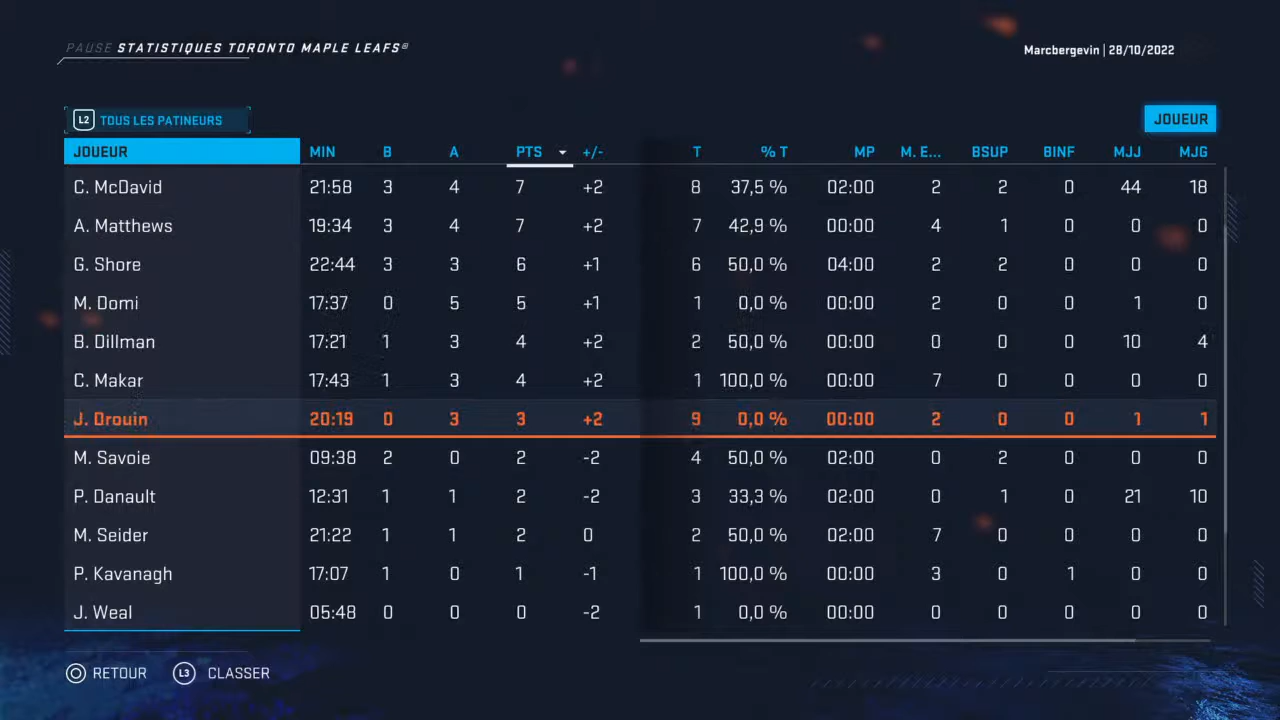 PAUSE STATISTIQUES TORONTO MAPLE LEAFS®
Marcbergevin | 28/10/2022
L2 TOUS LES PATINEURS
JOUEUR
JOUEUR MIN B A PTS +/- T % T MP M. E... BSUP BINF MJJ MJG
C. McDavid 21:58 3 4 7 +2 8 37,5 % 02:00 2 2 0 44 18
A. Matthews 19:34 3 4 7 +2 7 42,9 % 00:00 4 1 0 0 0
G. Shore 22:44 3 3 6 +1 6 50,0 % 04:00 2 2 0 0 0
M. Domi 17:37 0 5 5 +1 1 0,0 % 00:00 2 0 0 1 0
B. Dillman 17:21 1 3 4 +2 2 50,0 % 00:00 0 0 0 10 4
C. Makar 17:43 1 3 4 +2 1 100,0 % 00:00 7 0 0 0 0
J. Drouin 20:19 0 3 3 +2 9 0,0 % 00:00 2 0 0 1 1
M. Savoie 09:38 2 0 2 -2 4 50,0 % 02:00 0 2 0 0 0
P. Danault 12:31 1 1 2 -2 3 33,3 % 02:00 0 1 0 21 10
M. Seider 21:22 1 1 2 0 2 50,0 % 02:00 7 0 0 0 0
P. Kavanagh 17:07 1 0 1 -1 1 100,0 % 00:00 3 0 1 0 0
J. Weal 05:48 0 0 0 -2 1 0,0 % 00:00 0 0 0 0 0
RETOUR L3 CLASSER